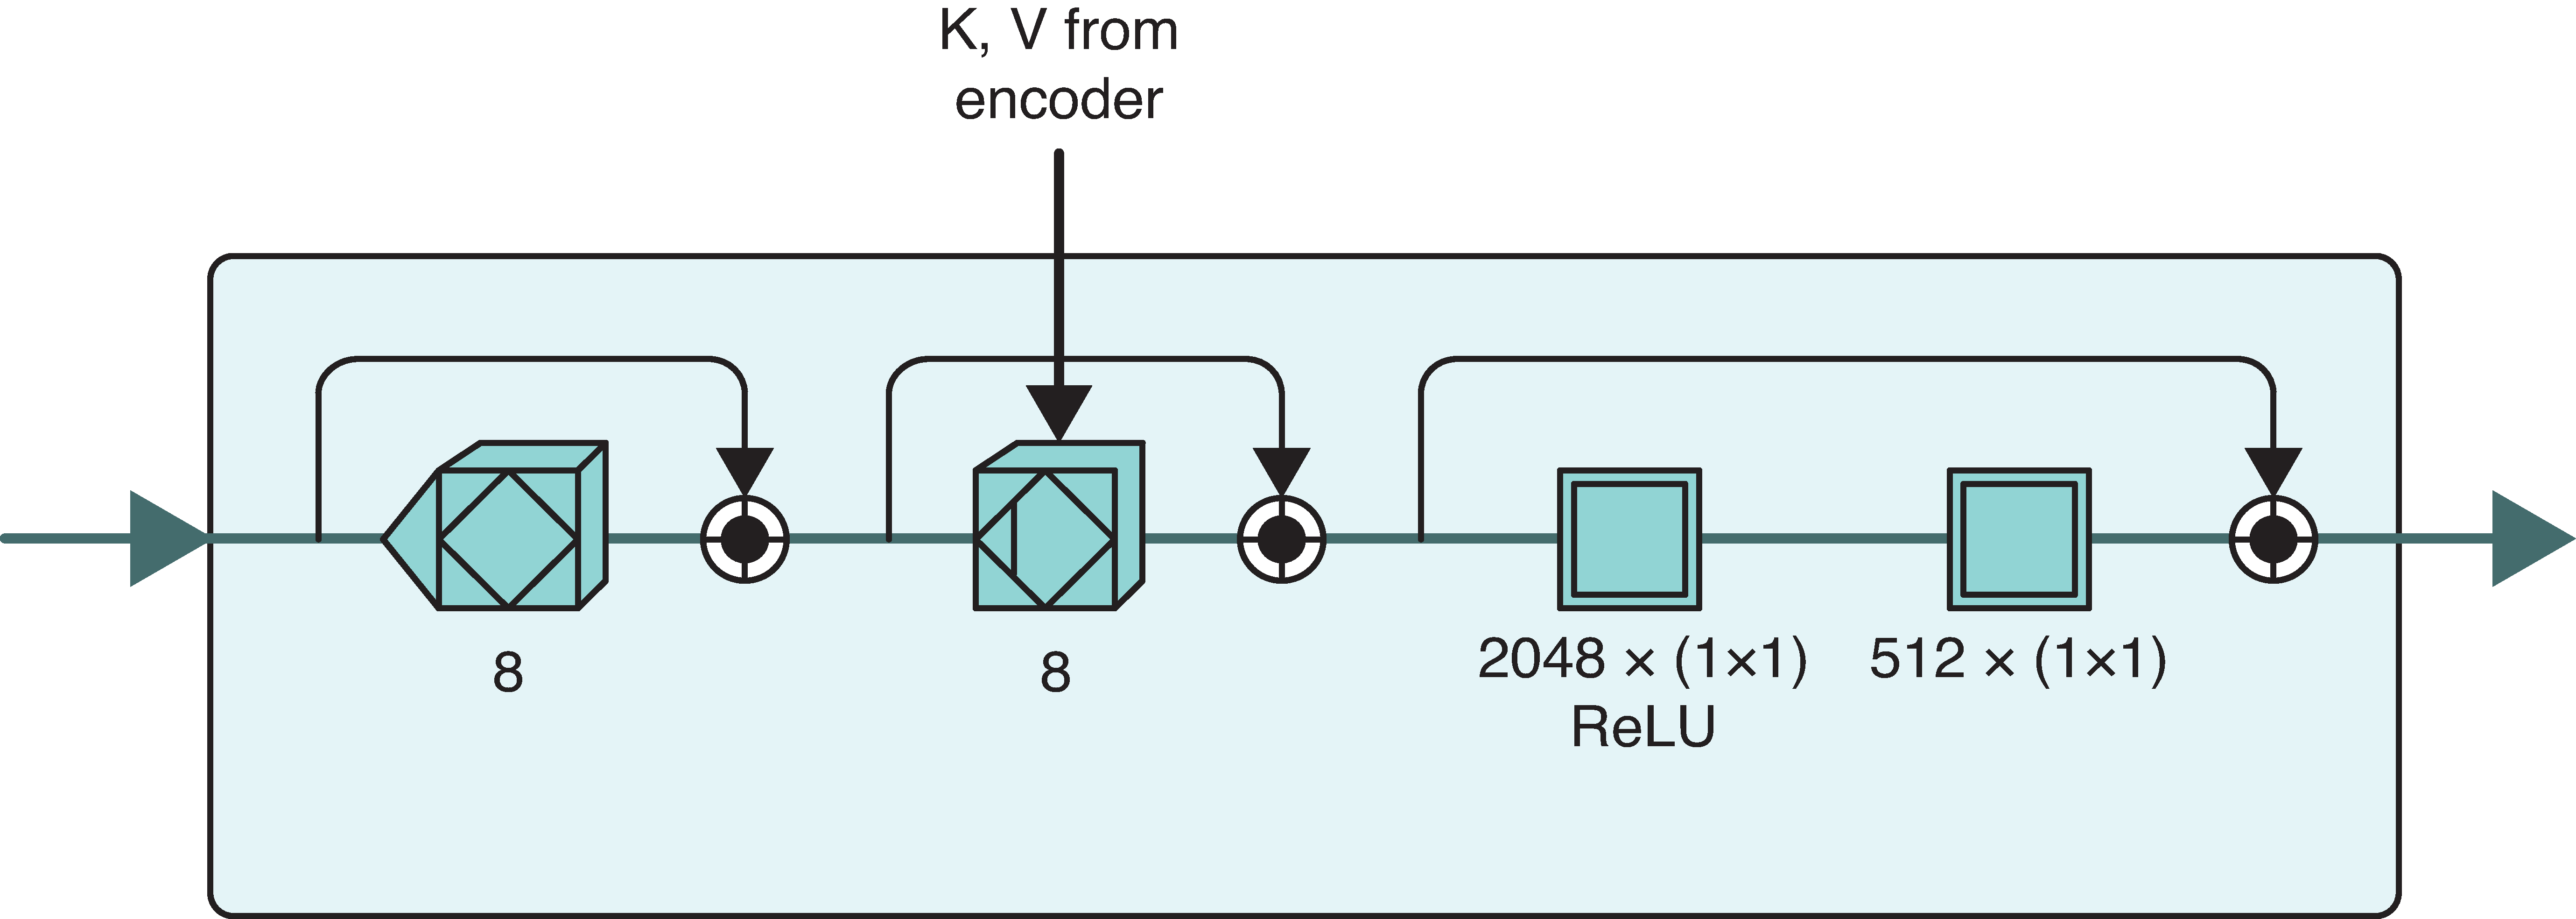 K, V from
encoder
8
8
2048 × (1×1)
ReLU
512 × (1×1)